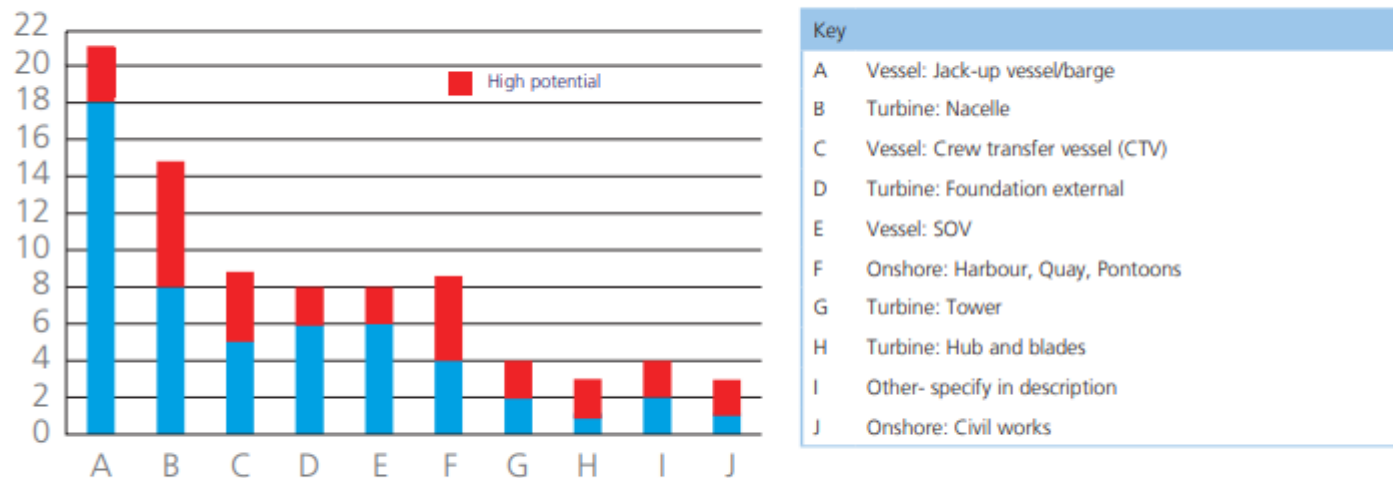 22
20
18
16
14
12
10
8
6
4
2
0
High potential
A B C D E F G H I J
Key
A Vessel: Jack-up vessel/barge
B Turbine: Nacelle
C Vessel: Crew transfer vessel (CTV)
D Turbine: Foundation external
E Vessel: SOV
F Onshore: Harbour, Quay, Pontoons
G Turbine: Tower
H Turbine: Hub and blades
I Other- specify in description
J Onshore: Civil works